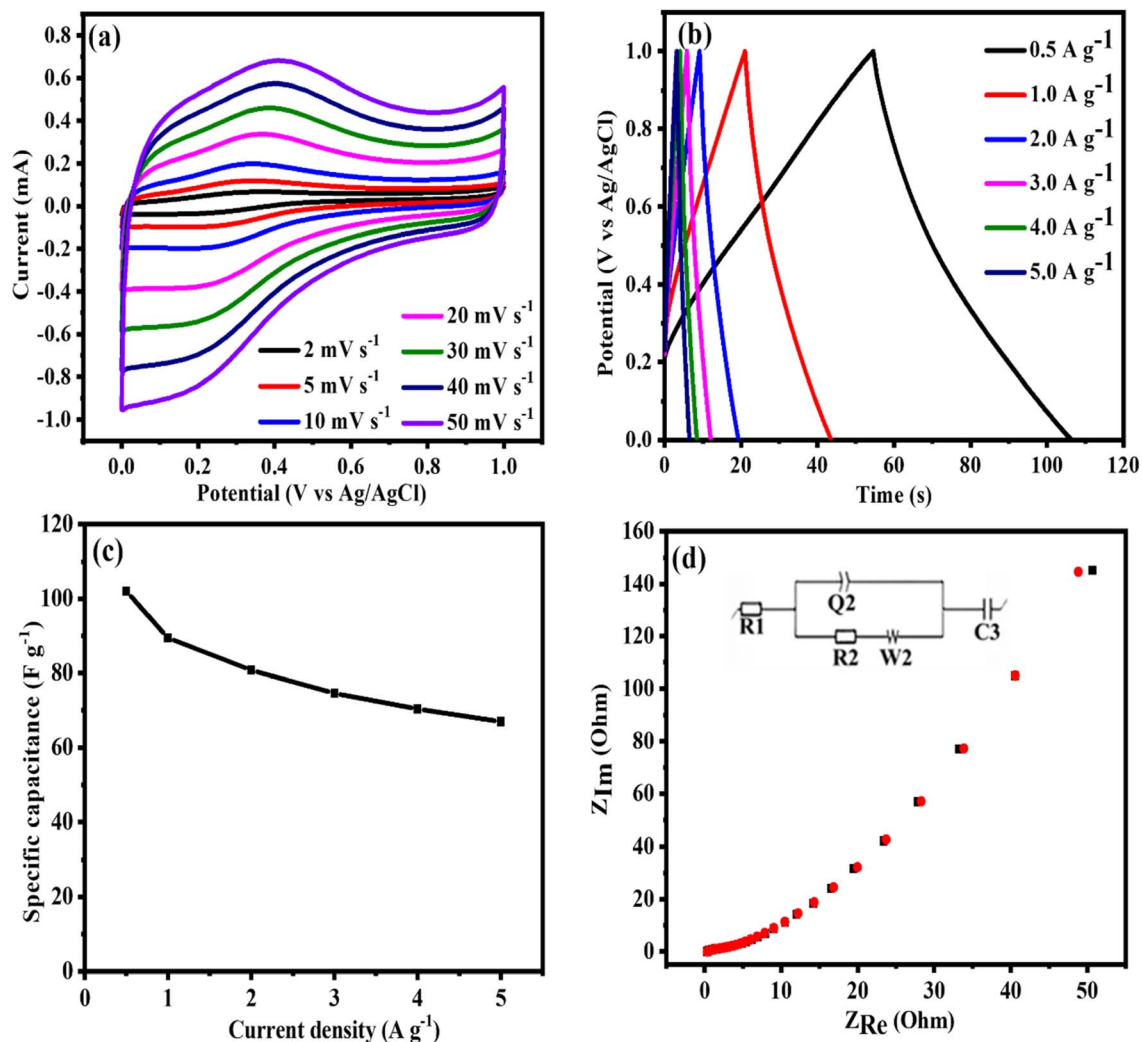 (a)
Current (mA)
0.8
0.6
0.4
0.2
0.0
-0.2
-0.4
-0.6
-0.8
-1.0
2 mV s-1
5 mV s-1
10 mV s-1
20 mV s-1
30 mV s-1
40 mV s-1
50 mV s-1
0.0 0.2 0.4 0.6 0.8 1.0
Potential (V vs Ag/AgCl)
(b)
Potential (V vs Ag/AgCl)
1.0
0.8
0.6
0.4
0.2
0.0
0.5 A g-1
1.0 A g-1
2.0 A g-1
3.0 A g-1
4.0 A g-1
5.0 A g-1
0 20 40 60 80 100 120
Time (s)
(c)
Specific capacitance (F g-1)
120
100
80
60
40
20
0
0 1 2 3 4 5
Current density (A g-1)
(d)
ZIm (Ohm)
160
140
120
100
80
60
40
20
0
Q2
R1
C3
R2 W2
0 10 20 30 40 50
ZRe (Ohm)